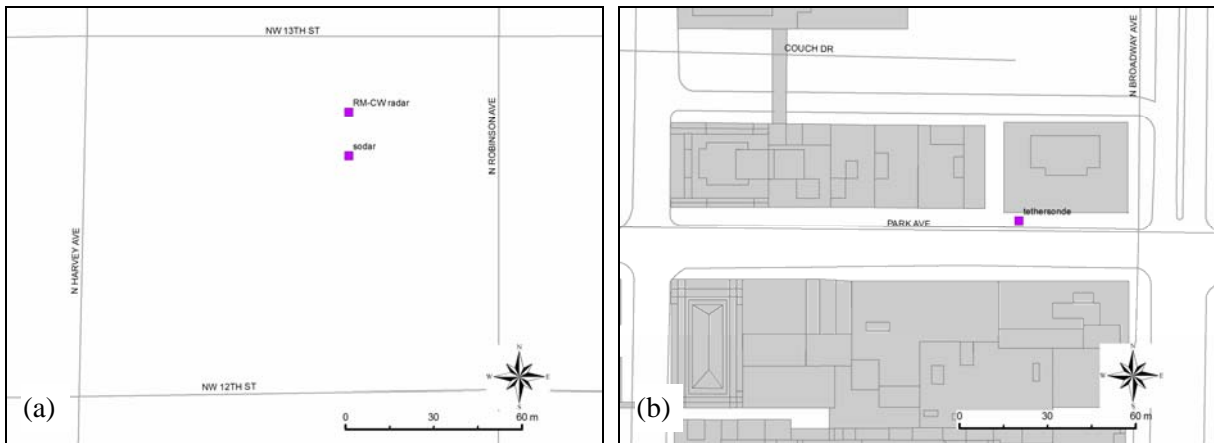 NW 13TH ST
RM-CW radar
sodar
N ROBINSON AVE
N HARVEY AVE
NW 12TH ST
N
W E
S
0 30 60 m
(a)
COUCH DR
N BROADWAY AVE
tethersonde
PARK AVE
N
W E
S
0 30 60 m
(b)